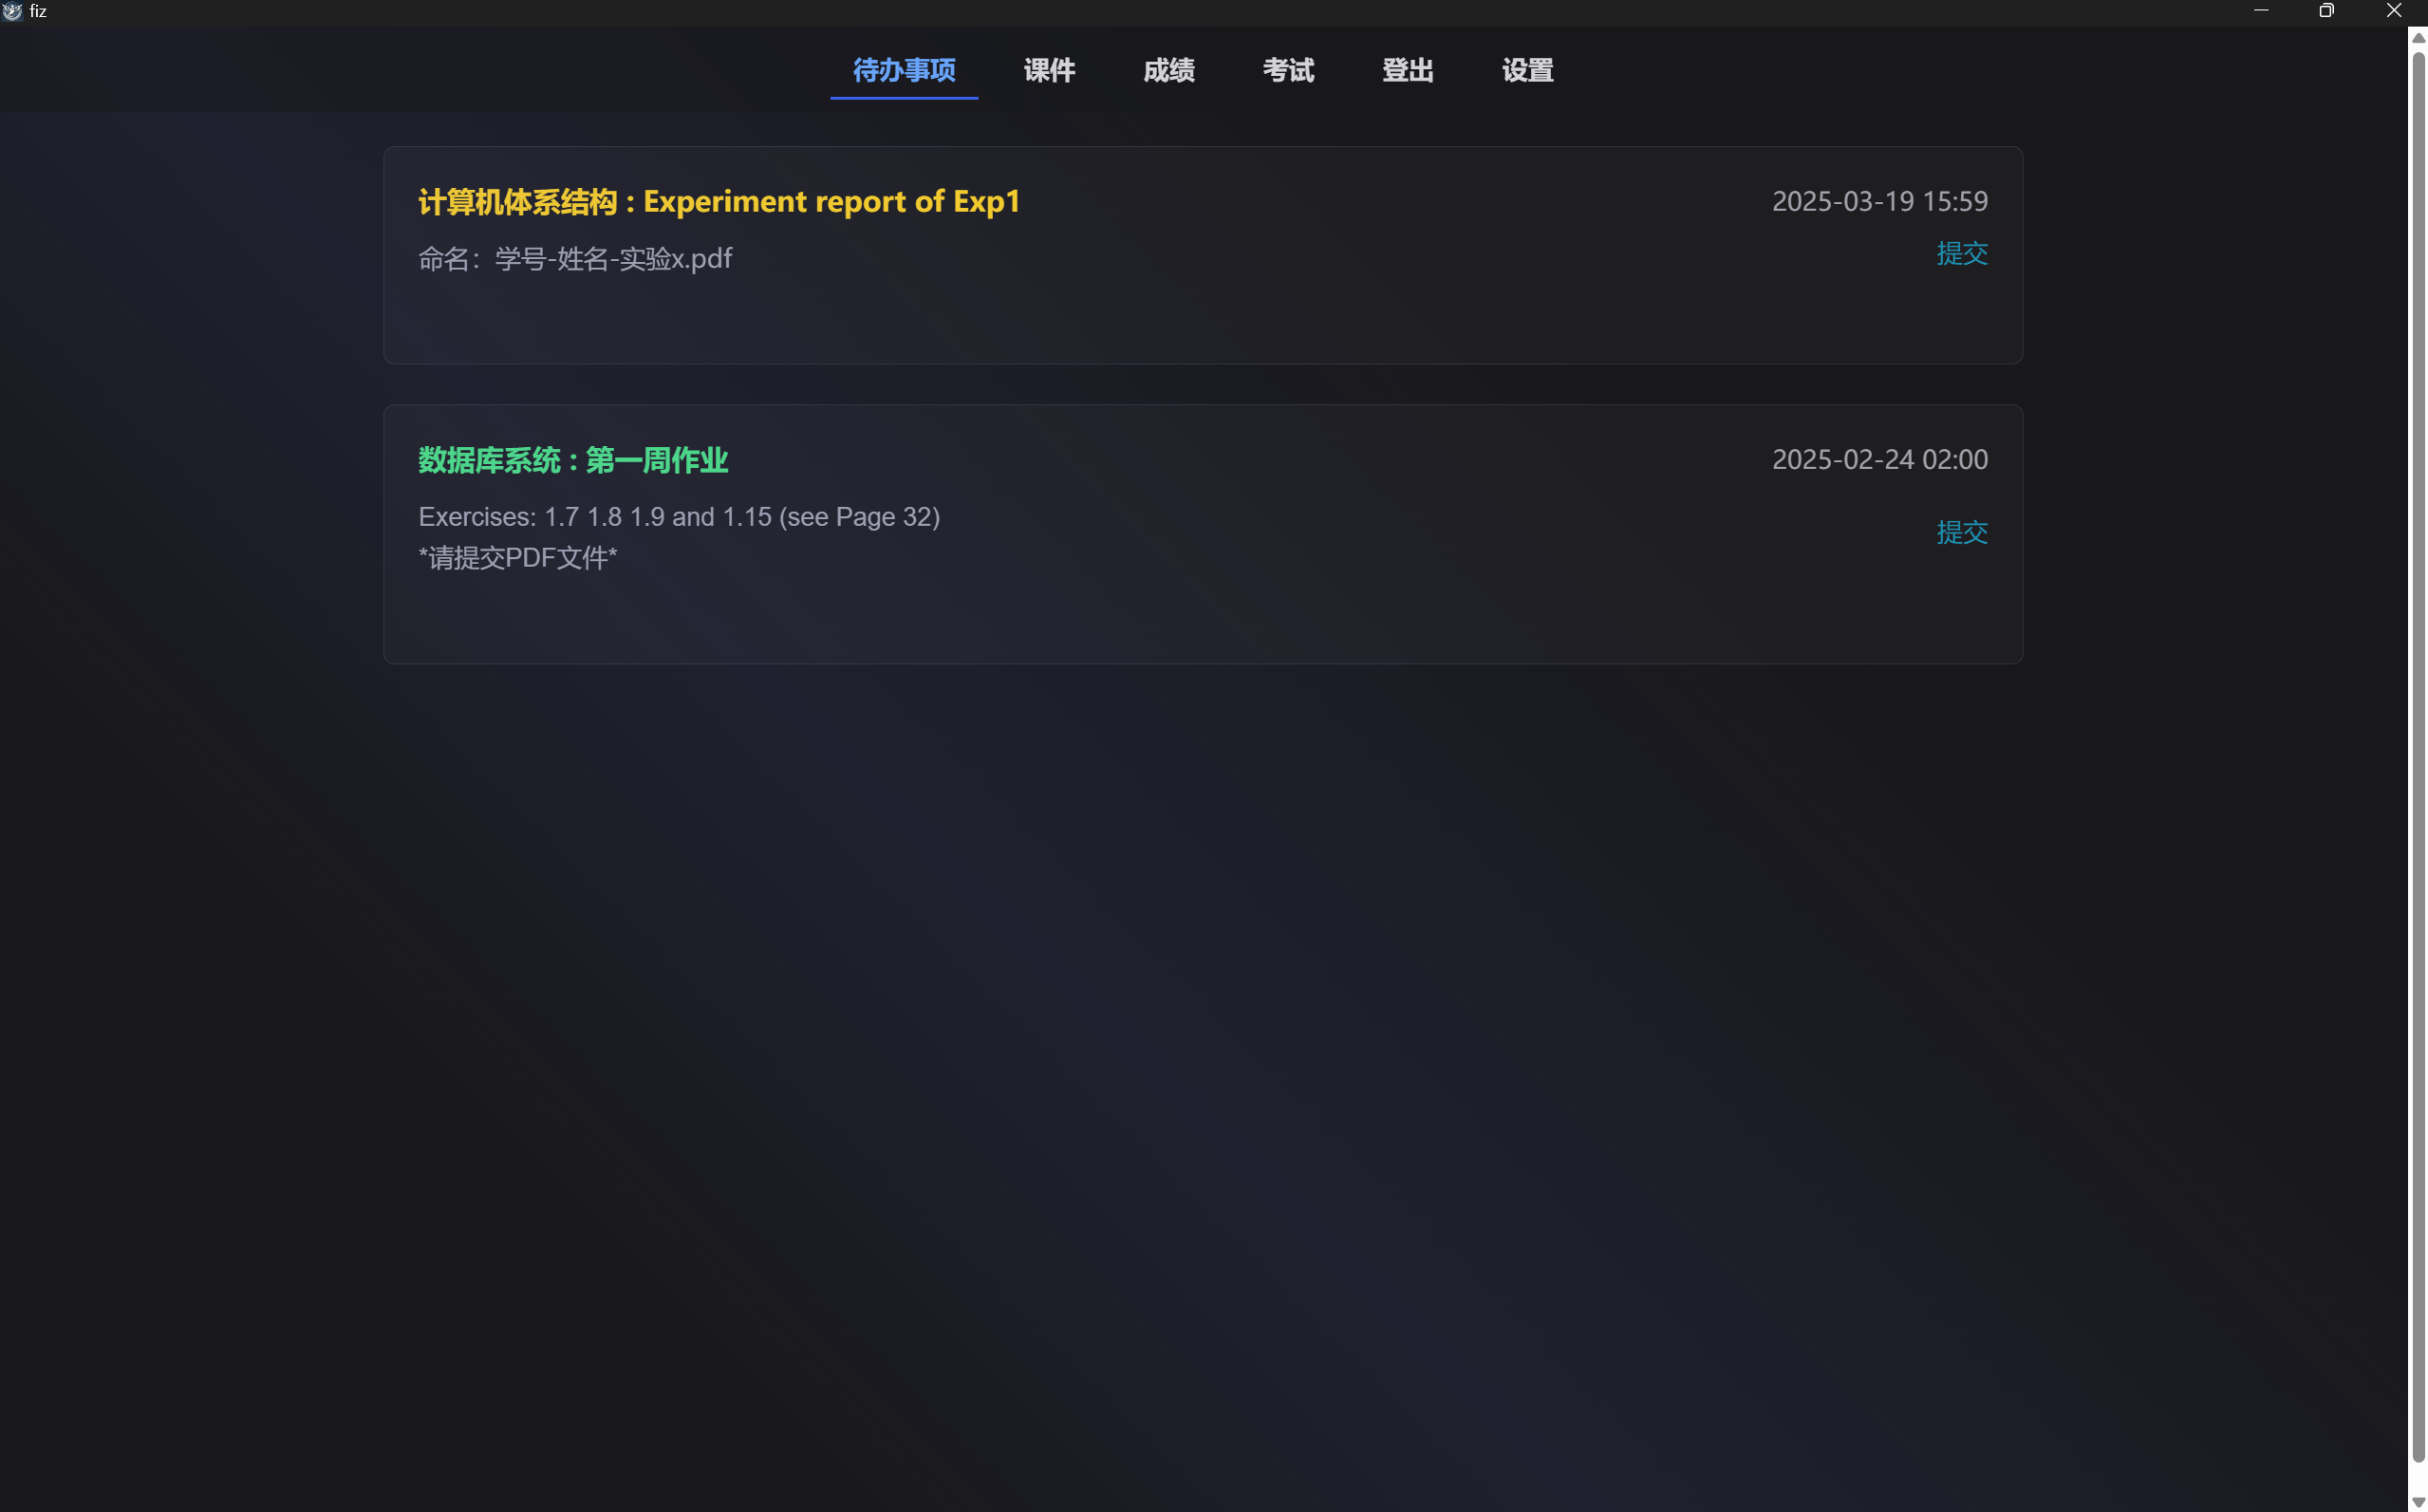 fiz
待办事项 课件 成绩 考试 登出 设置
计算机体系结构 : Experiment report of Exp1
2025-03-19 15:59
命名：学号-姓名-实验x.pdf
提交
数据库系统 : 第一周作业
2025-02-24 02:00
Exercises: 1.7 1.8 1.9 and 1.15 (see Page 32)
提交
*请提交PDF文件*